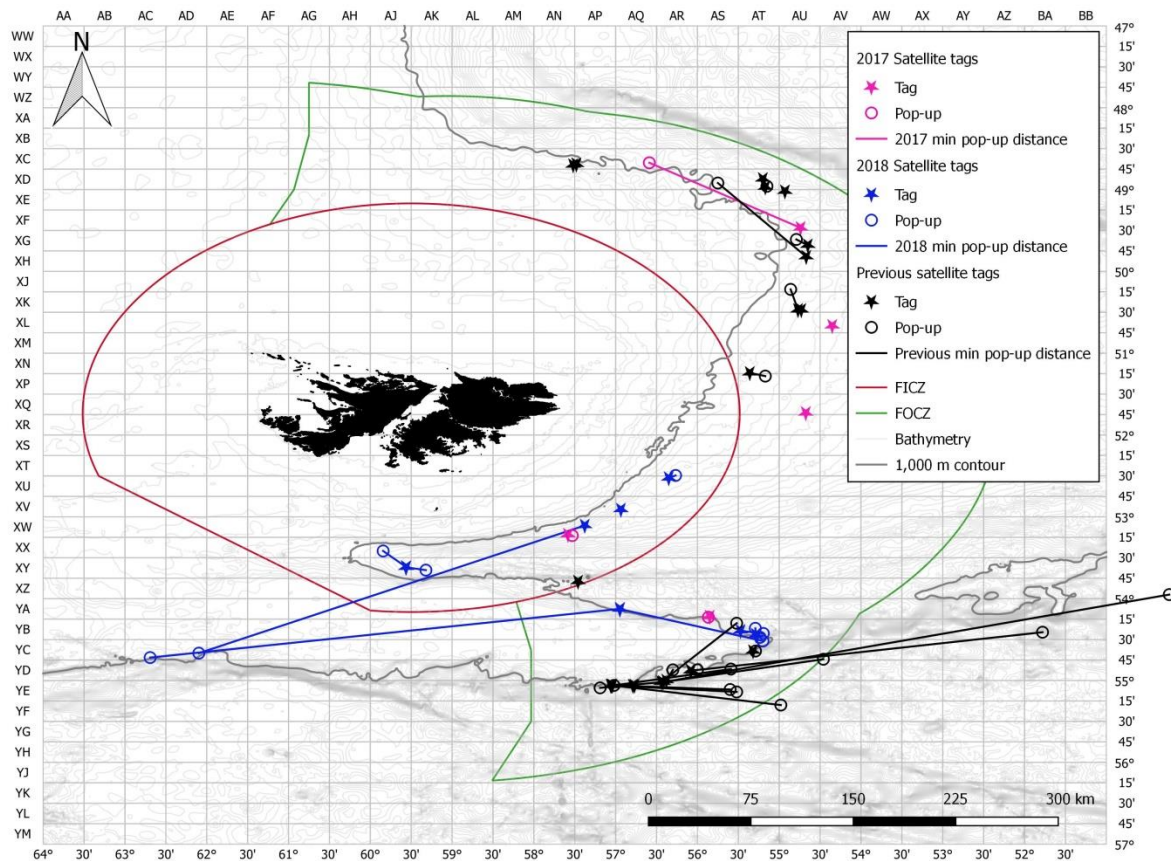 AA AB AC AD AE AF AG AH AJ AK AL AM AN AP AQ AR AS AT AU AV AW AX AY AZ BA BB
WW
WX
WY
WZ
XA
XB
XC
XD
XE
XF
XG
XH
XJ
XK
XL
XM
XN
XP
XQ
XR
XS
XT
XU
XV
XW
XX
XY
XZ
YA
YB
YC
YD
YE
YF
YG
YH
YJ
YK
YL
YM
N
2017 Satellite tags
Tag
Pop-up
2017 min pop-up distance
2018 Satellite tags
Tag
Pop-up
2018 min pop-up distance
Previous satellite tags
Tag
Pop-up
Previous min pop-up distance
FICZ
FOCZ
Bathymetry
1,000 m contour
47°
15'
30'
45'
48°
15'
30'
45'
49°
15'
30'
45'
50°
15'
30'
45'
51°
15'
30'
45'
52°
15'
30'
45'
53°
15'
30'
45'
54°
15'
30'
45'
55°
15'
30'
45'
56°
15'
30'
45'
57°
0 75 150 225 300 km
64° 30' 63° 30' 62° 30' 61° 30' 60° 30' 59° 30' 58° 30' 57° 30' 56° 30' 55° 30' 54° 30' 53° 30' 52° 30'